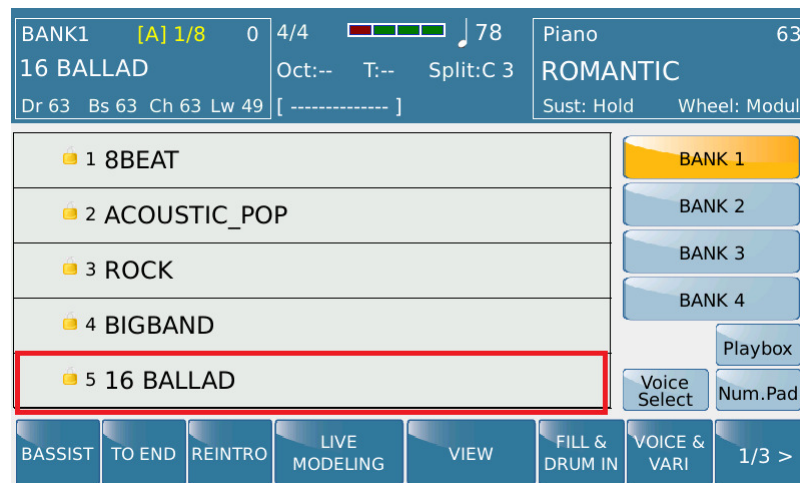 BANK1 [A] 1/8 0
16 BALLAD
Dr 63 Bs 63 Ch 63 Lw 49
4/4 78
Oct:-- T:-- Split:C 3
[ -------------- ]
Piano 63
ROMANTIC
Sust: Hold Wheel: Modul
1 8BEAT
2 ACOUSTIC_POP
3 ROCK
4 BIGBAND
5 16 BALLAD
BANK 1
BANK 2
BANK 3
BANK 4
Playbox
Voice
Select
Num.Pad
BASSIST
TO END
REINTRO
LIVE
MODELING
VIEW
FILL &
DRUM IN
VOICE &
VARI
1/3 >